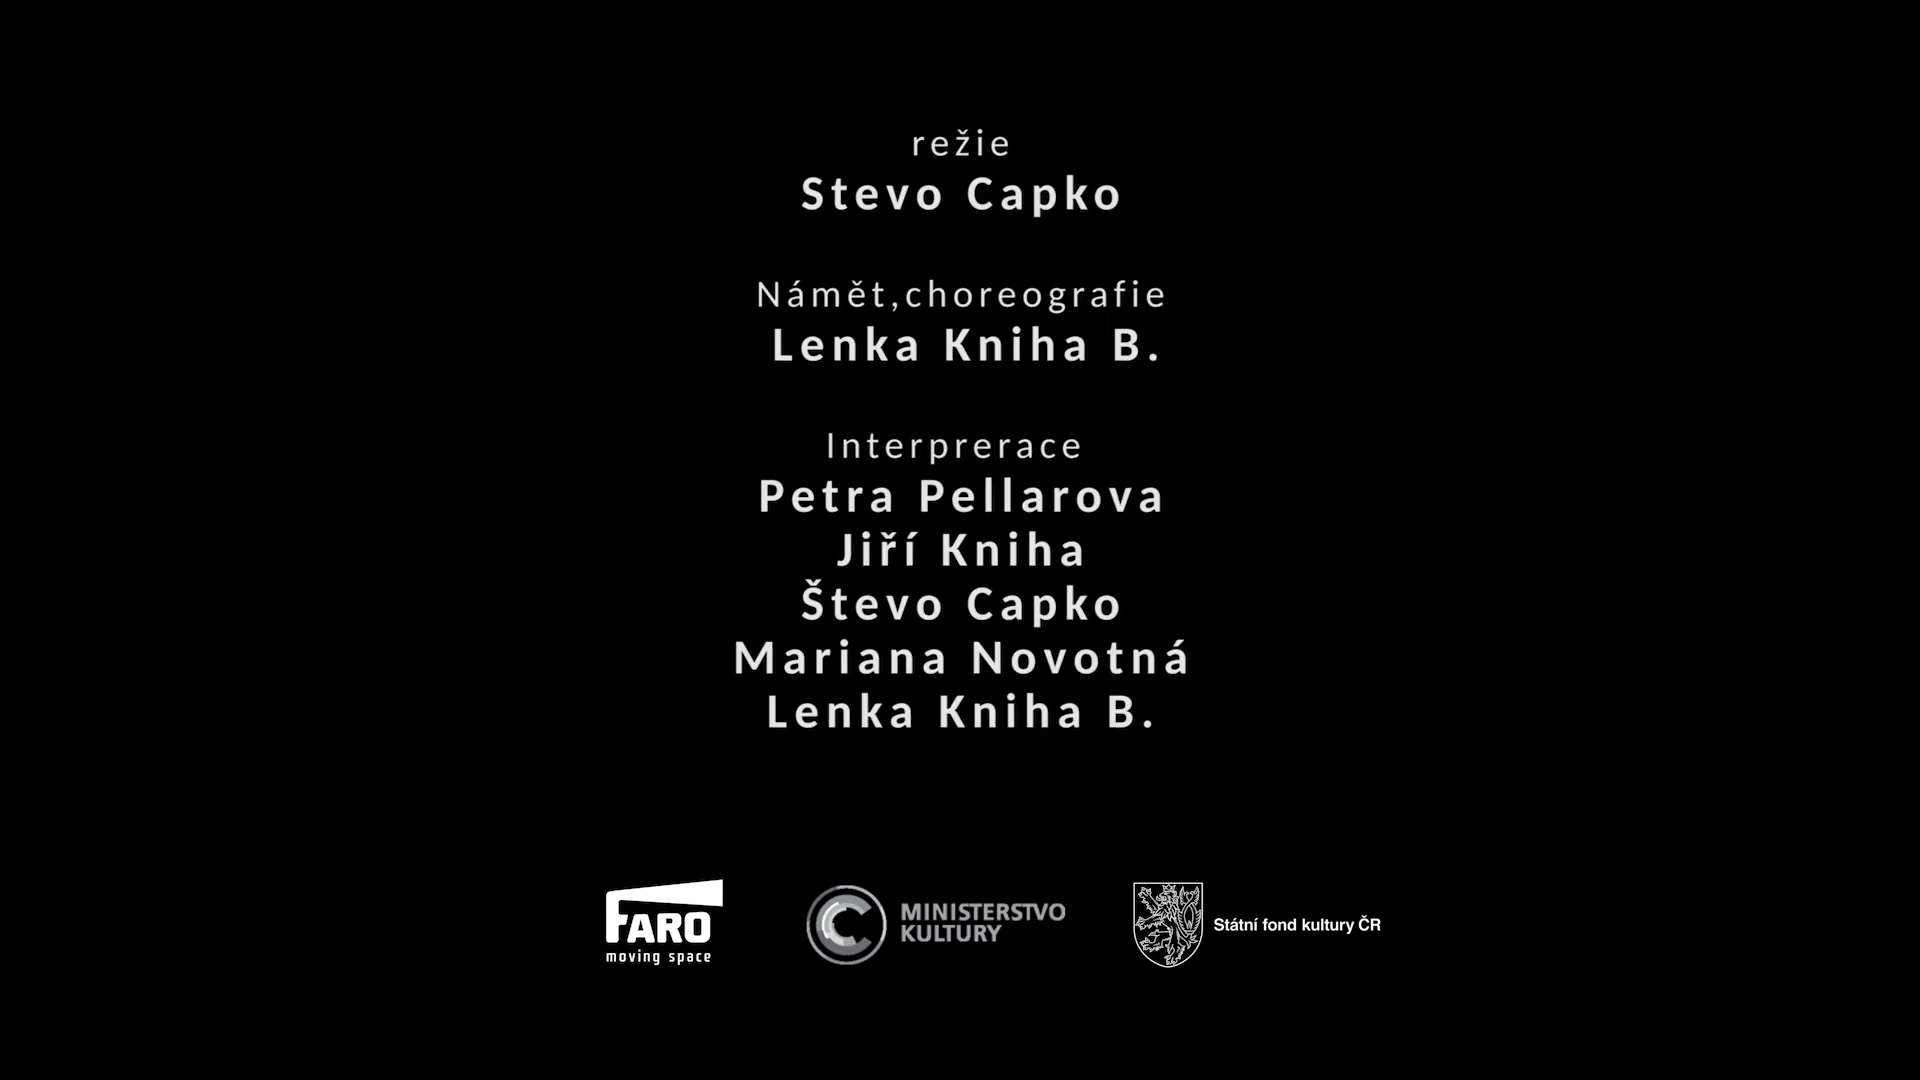 režie
Stevo Capko
Námět,choreografie
Lenka Kniha B.
Interprerace
Petra Pellarova
Jiří Kniha
Števo Capko
Mariana Novotná
Lenka Kniha B.
FARO
moving space
MINISTERSTVO
KULTURY
Státní fond kultury ČR